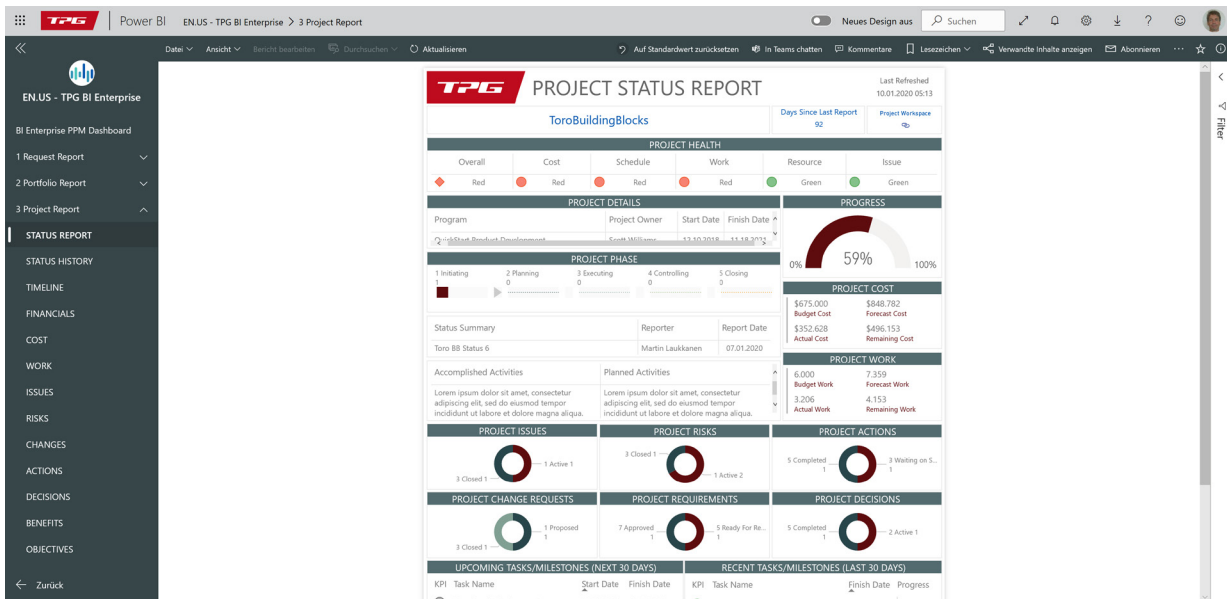 TPG Power BI EN.US - TPG BI Enterprise > 3 Project Report Neues Design aus Suchen
Datei Ansicht Bericht bearbeiten Durchsuchen Aktualisieren Auf Standardwert zurücksetzen In Teams chatten Kommentare Lesezeichen Verwandte Inhalte anzeigen Abonnieren
EN.US - TPG BI Enterprise
BI Enterprise PPM Dashboard
1 Request Report
2 Portfolio Report
3 Project Report
STATUS REPORT
STATUS HISTORY
TIMELINE
FINANCIALS
COST
WORK
ISSUES
RISKS
CHANGES
ACTIONS
DECISIONS
BENEFITS
OBJECTIVES
Zurück
TPG PROJECT STATUS REPORT
Last Refreshed
10.01.2020 05:13
ToroBuildingBlocks
Days Since Last Report
92
Project Workspace
PROJECT HEALTH
Overall Cost Schedule Work Resource Issue
Red Red Red Red Green Green
PROJECT DETAILS
Program Project Owner Start Date Finish Date
QuickStart Product Development Scott Williams 12.10.2018 11.18.2021
PROGRESS
0% 59% 100%
PROJECT PHASE
1 Initiating 2 Planning 3 Executing 4 Controlling 5 Closing
1 0 0 0 0
PROJECT COST
$675.000 $848.782
Budget Cost Forecast Cost
$352.628 $496.153
Actual Cost Remaining Cost
Status Summary Reporter Report Date
Toro BB Status 6 Martin Laukkanen 07.01.2020
PROJECT WORK
6.000 7.359
Budget Work Forecast Work
3.206 4.153
Actual Work Remaining Work
Accomplished Activities Planned Activities
Lorem ipsum dolor sit amet, consectetur Lorem ipsum dolor sit amet, consectetur
adipiscing elit, sed do eiusmod tempor adipiscing elit, sed do eiusmod tempor
incididunt ut labore et dolore magna aliqua. incididunt ut labore et dolore magna aliqua.
PROJECT ISSUES PROJECT RISKS PROJECT ACTIONS
1 Active 1
3 Closed 1
3 Closed 1
1 Active 2
5 Completed
1
3 Waiting on S...
1
PROJECT CHANGE REQUESTS PROJECT REQUIREMENTS PROJECT DECISIONS
1 Proposed
1
3 Closed 1
7 Approved
1
5 Ready For Re...
1
5 Completed
1
2 Active 1
UPCOMING TASKS/MILESTONES (NEXT 30 DAYS) RECENT TASKS/MILESTONES (LAST 30 DAYS)
KPI Task Name Start Date Finish Date KPI Task Name Finish Date Progress
Filter